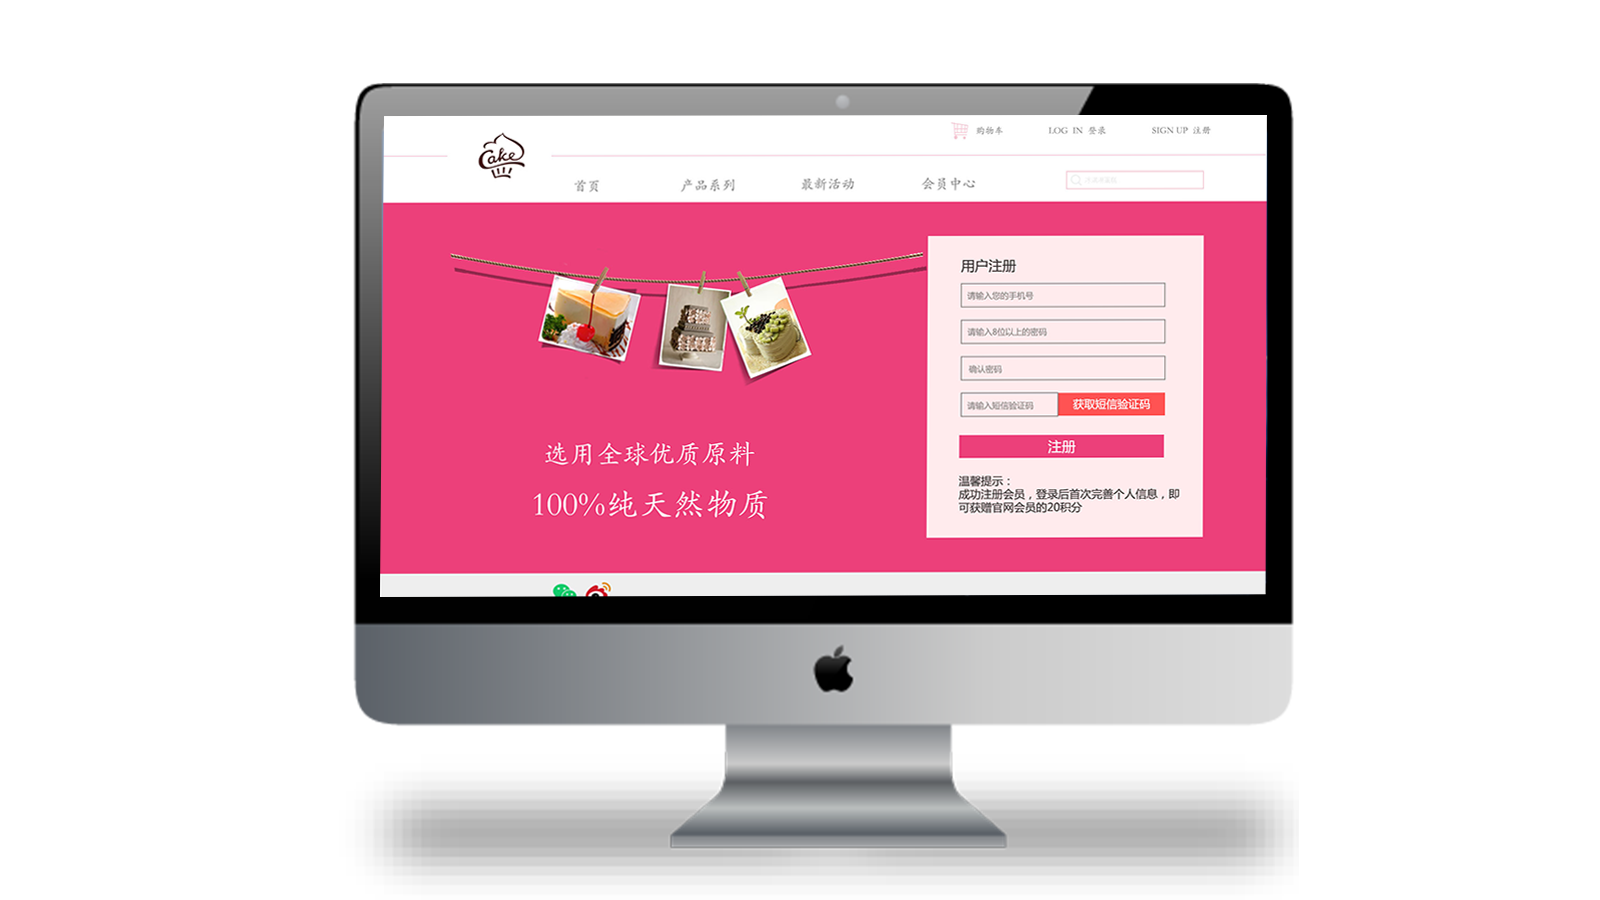 购物车 LOG IN 登录 SIGN UP 注册
Cake
首页 产品系列 最新活动 会员中心
用户注册
请输入您的手机号
请输入8位以上的密码
确认密码
请输入短信验证码 获取短信验证码
注册
温馨提示：
成功注册会员，登录后首次完善个人信息，即
可获赠官网会员的20积分
选用全球优质原料
100%纯天然物质